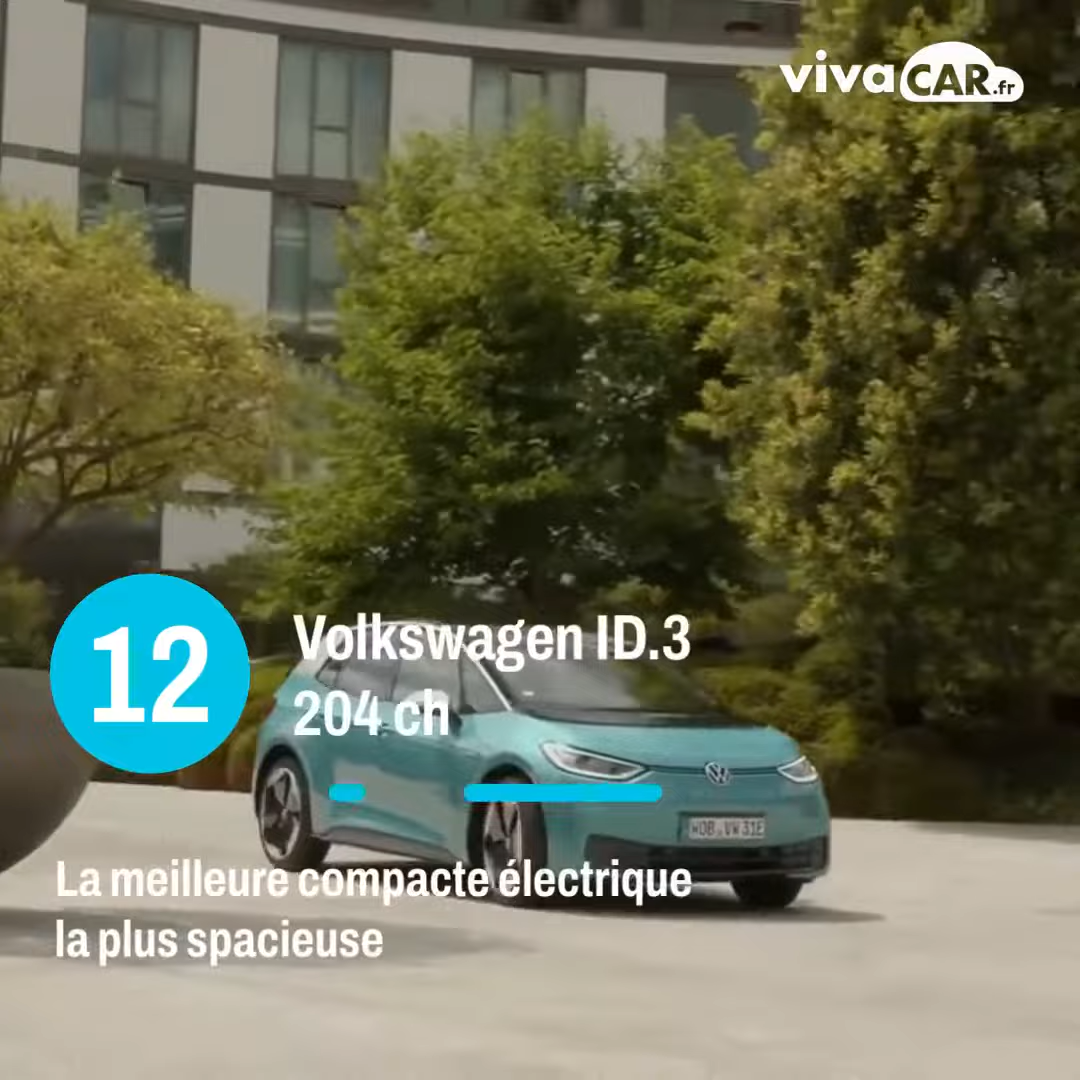 vivaCAR.fr
12
Volkswagen ID.3
204 ch
WOB VW 31E
La meilleure compacte électrique
la plus spacieuse